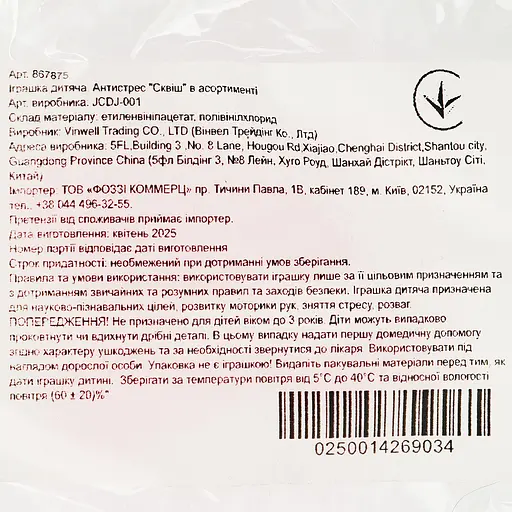 Арт. 867875
Іграшка дитяча. Антистрес "Сквіш" в асортименті
Арт. виробника. JCDJ-001
Склад матеріалу: етиленвінілацетат, полівінілхлорид
Виробник: Vinwell Trading CO., LTD (Вінвел Трейдінг Ко., Лтд)
Адреса виробника: 5FL,Building 3 ,No. 8 Lane, Hougou Rd,Xiajiao,Chenghai District,Shantou city,
Guangdong Province China (5фл Білдінг 3, №8 Лейн, Хуго Роуд, Шанхай Дістрікт, Шаньтоу Сіті,
Китай)
Імпортер: ТОВ «ФОЗЗІ КОММЕРЦ» пр. Тичини Павла, 1В, кабінет 189, м. Київ, 02152, Україна
тел.. +38 044 496-32-55.
Претензії від споживачів приймає імпортер.
Дата виготовлення: квітень 2025
Номер партії відповідає даті виготовлення
Строк придатності: необмежений при дотриманні умов зберігання.
Правила та умови використання: використовувати іграшку лише за її цільовим призначенням та
з дотриманням звичайних та розумних правил та заходів безпеки. Іграшка дитяча призначена
для науково-пізнавальних цілей, розвитку моторики рук, зняття стресу, розваг.
ПОПЕРЕДЖЕННЯ! Не призначено для дітей віком до 3 років. Діти можуть випадково
проковтнути чи вдихнути дрібні деталі. В цьому випадку надати першу домедичну допомогу
згідно характеру ушкоджень та за необхідності звернутися до лікаря. Використовувати під
наглядом дорослої особи. Упаковка не є іграшкою! Видаліть пакувальні матеріали перед тим, як
дати іграшку дитині. Зберігати за температури повітря від 5°С до 40°С та відносної вологості
повітря (60 ± 20)%"
0250014269034